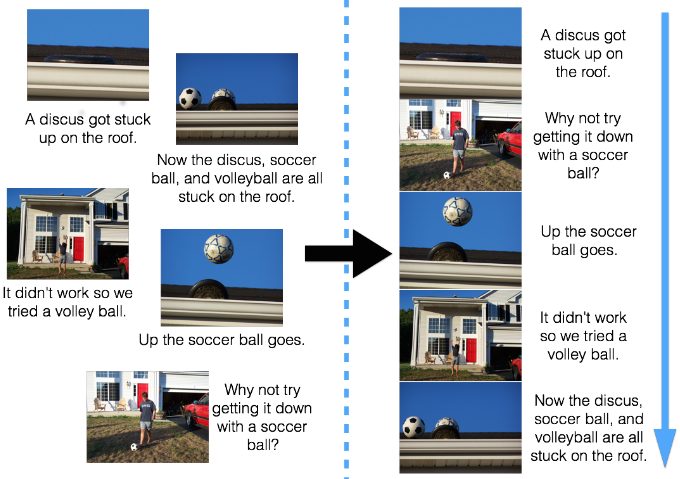 A discus got stuck
up on the roof.
Now the discus, soccer
ball, and volleyball are all
stuck on the roof.
It didn't work so we
tried a volley ball.
Up the soccer ball goes.
Why not try
getting it down
with a soccer
ball?
A discus got
stuck up on
the roof.
Why not try
getting it down
with a soccer
ball?
Up the soccer
ball goes.
It didn't work
so we tried a
volley ball.
Now the discus,
soccer ball, and
volleyball are all
stuck on the roof.